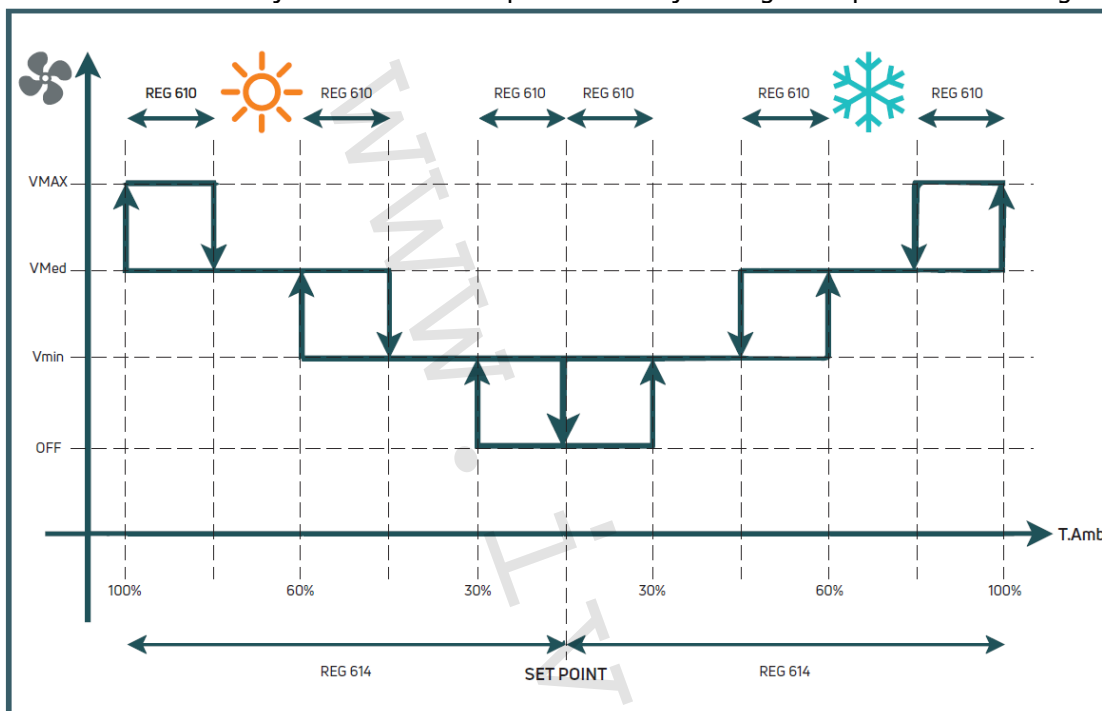 REG 610 REG 610 REG 610 REG 610 REG 610 REG 610
VMAX
VMed
Vmin
OFF
T.Amb
100% 60% 30% 30% 60% 100%
REG 614 SET POINT REG 614
www.